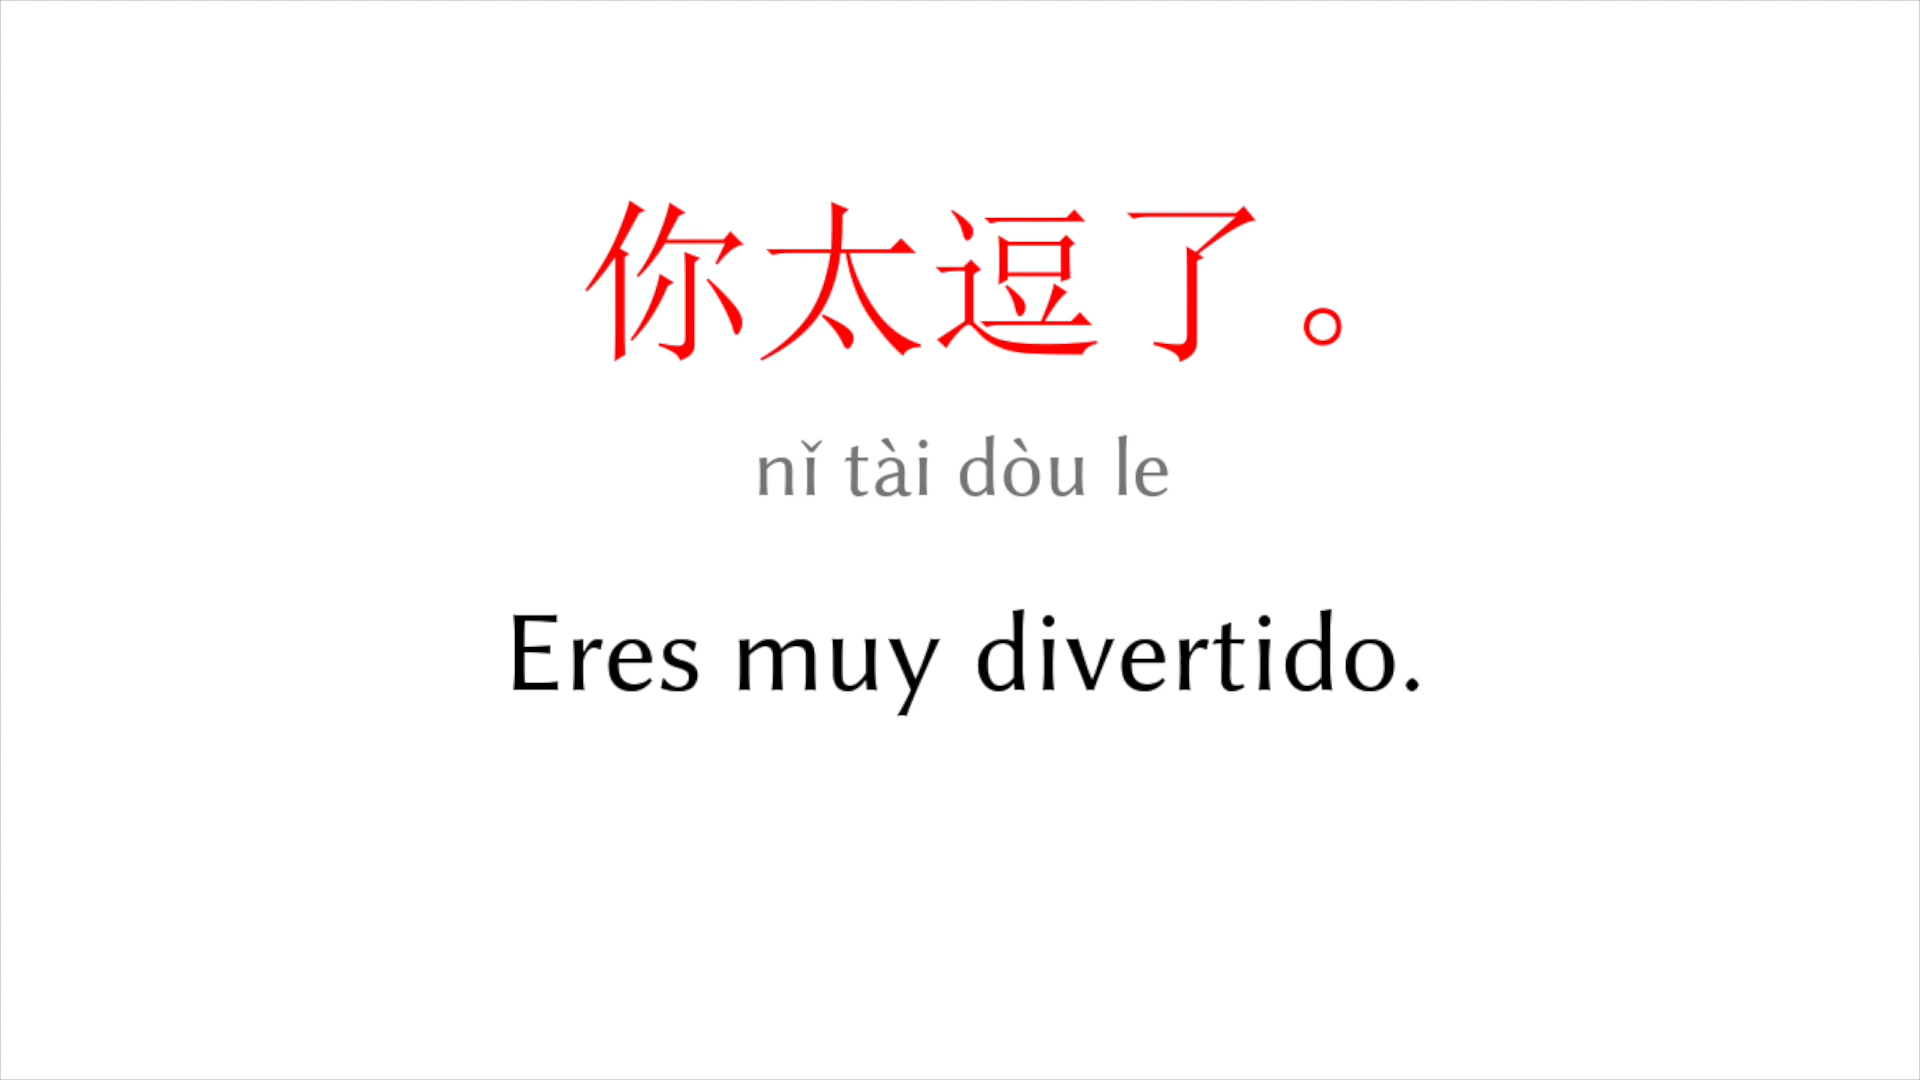 你太逗了。
nǐ tài dòu le
Eres muy divertido.